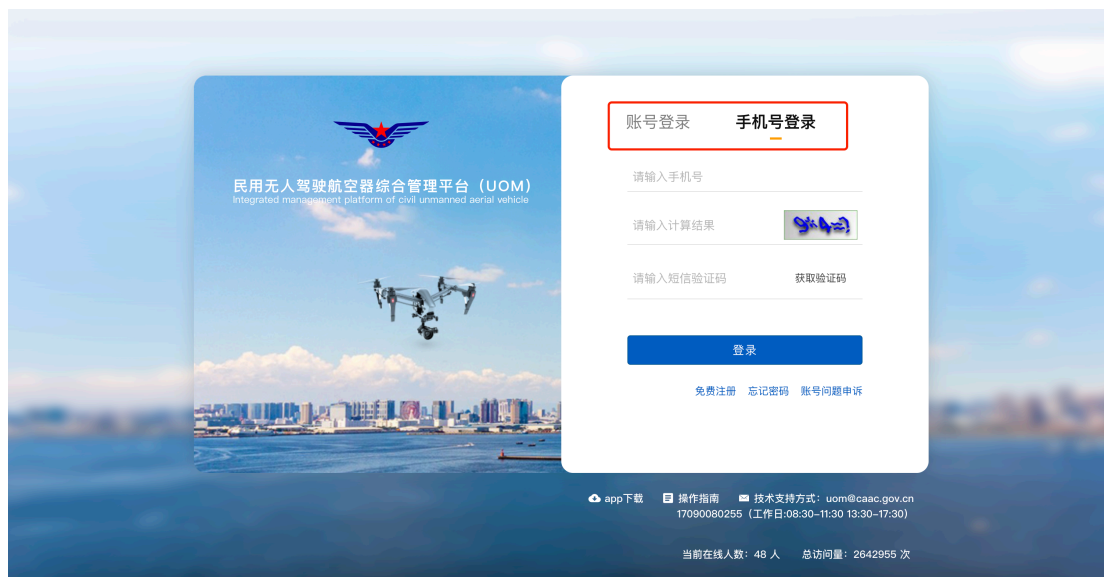 账号登录 手机号登录
民用无人驾驶航空器综合管理平台（UOM）
Integrated management platform of civil unmanned aerial vehicle
请输入手机号
请输入计算结果
请输入短信验证码 获取验证码
登录
免费注册 忘记密码 账号问题申诉
app下载 操作指南 技术支持方式：uom@caac.gov.cn
17090080255（工作日:08:30-11:30 13:30-17:30）
当前在线人数：48 人 总访问量：2642955 次